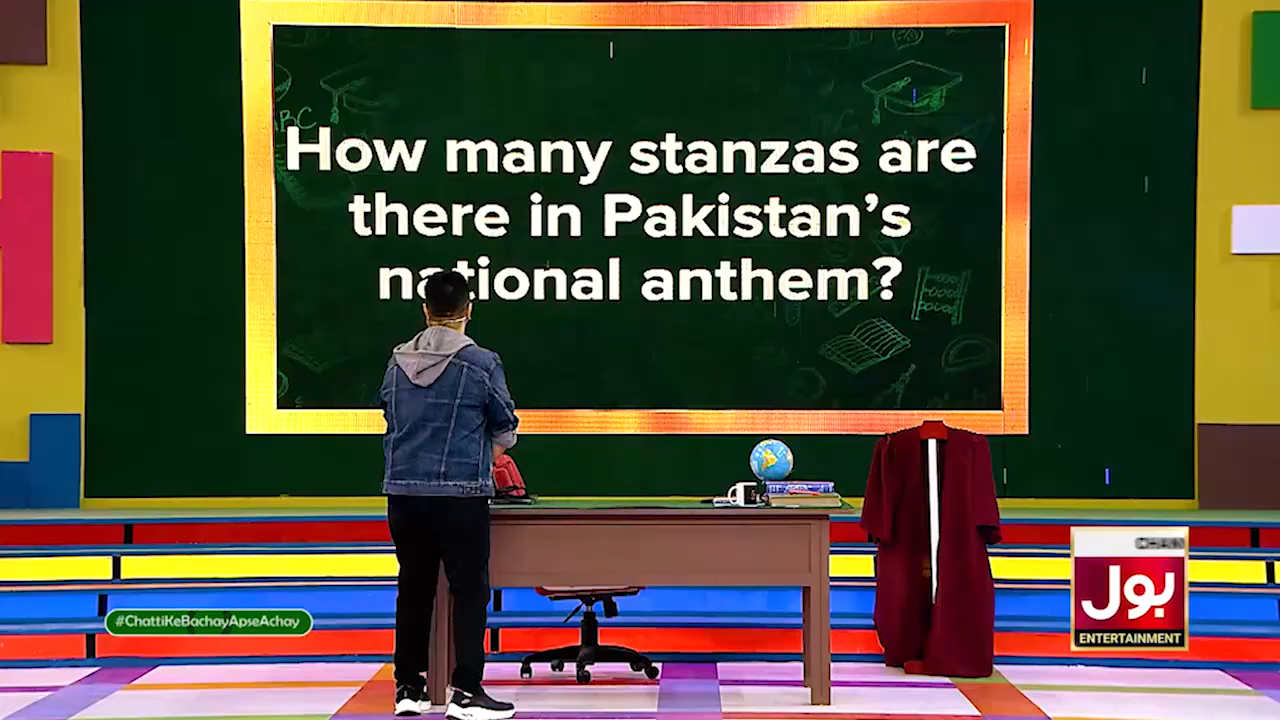 How many stanzas are
there in Pakistan's
national anthem?
#ChattiKeBachayApseAchay
بول
ENTERTAINMENT